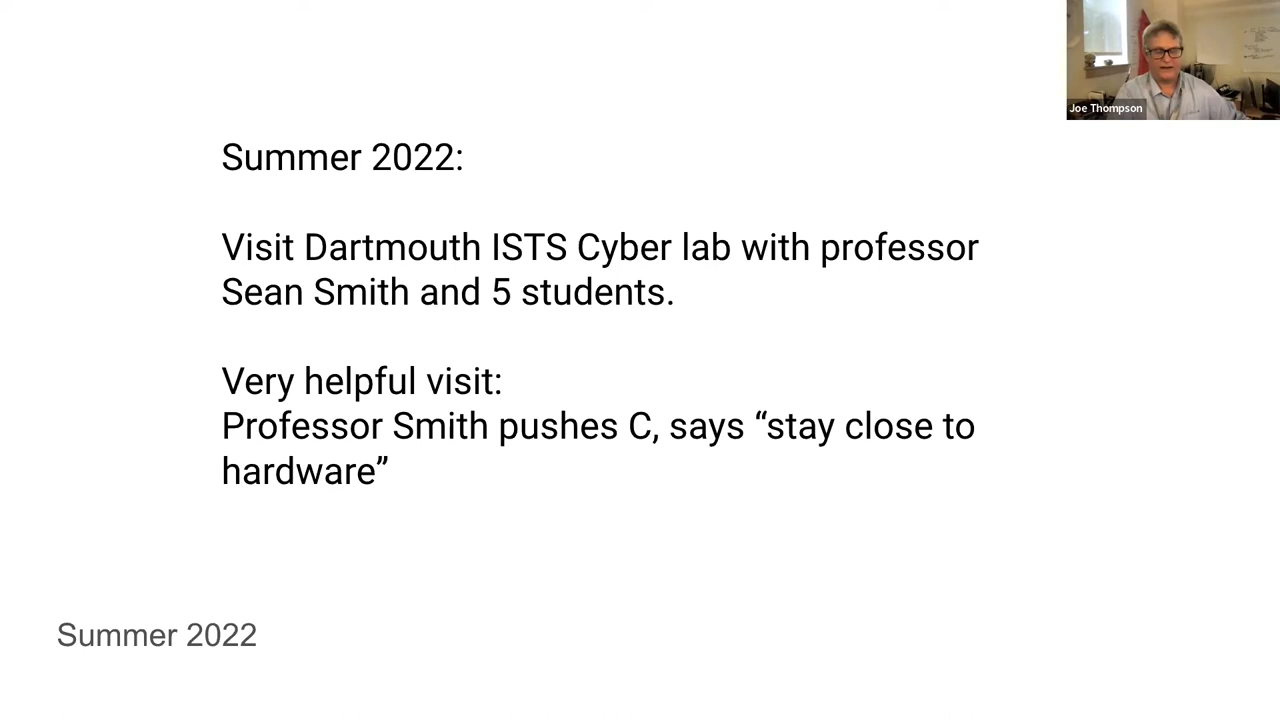 Joe Thompson
Summer 2022:
Visit Dartmouth ISTS Cyber lab with professor
Sean Smith and 5 students.
Very helpful visit:
Professor Smith pushes C, says “stay close to
hardware”
Summer 2022